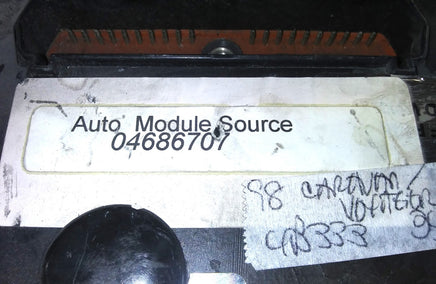 Auto Module Source
04686707
98 CARAVAN/
VOYAGER